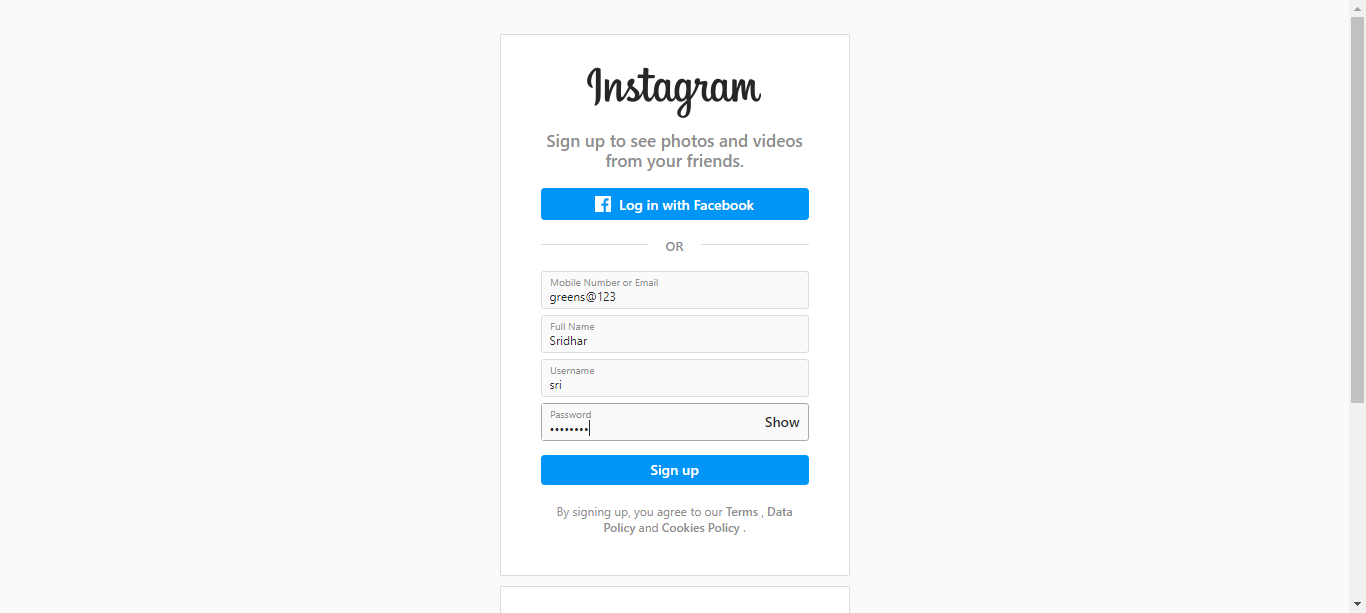 Instagram
Sign up to see photos and videos
from your friends.
Log in with Facebook
OR
Mobile Number or Email
greens@123
Full Name
Sridhar
Username
sri
Password
••••••••
Show
Sign up
By signing up, you agree to our Terms , Data
Policy and Cookies Policy .